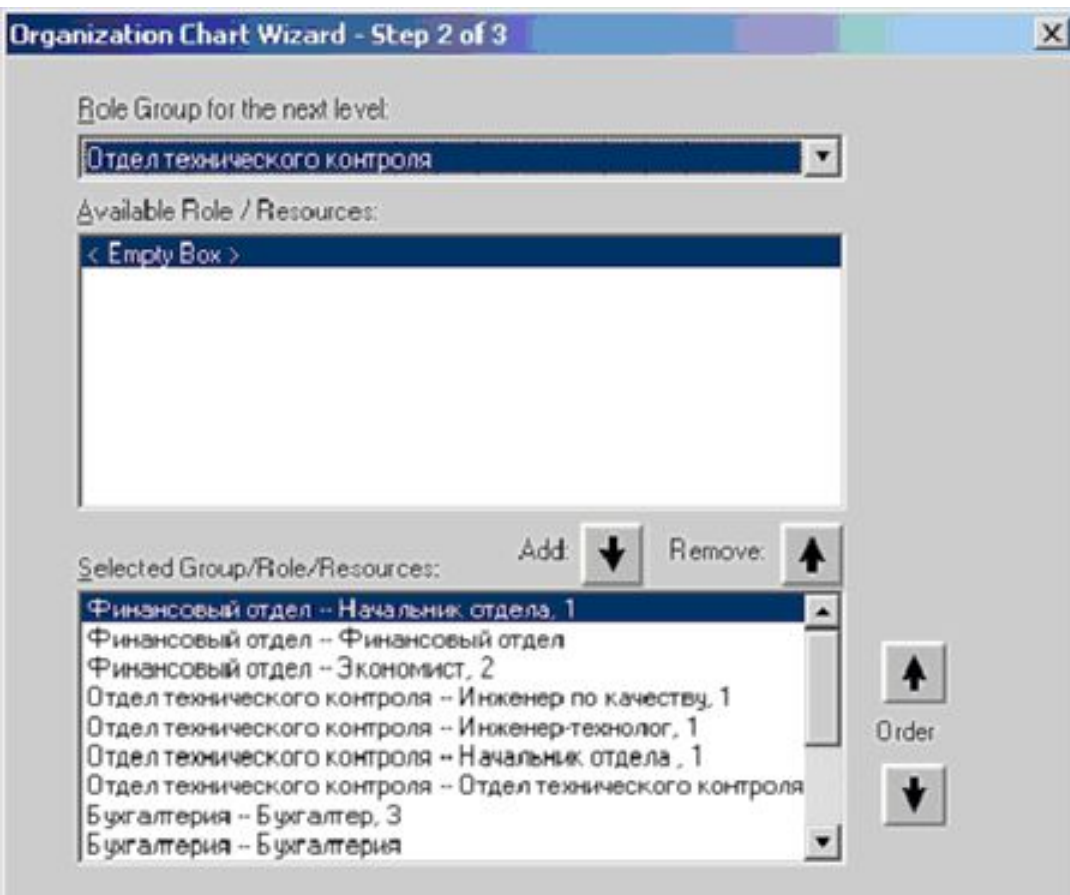 Organization Chart Wizard - Step 2 of 3
Role Group for the next level:
Отдел технического контроля
Available Role / Resources:
< Empty Box >
Add: Remove:
Selected Group/Role/Resources:
Финансовый отдел -- Начальник отдела, 1
Финансовый отдел -- Финансовый отдел
Финансовый отдел -- Экономист, 2
Отдел технического контроля -- Инженер по качеству, 1
Отдел технического контроля -- Инженер-технолог, 1
Отдел технического контроля -- Начальник отдела , 1
Отдел технического контроля -- Отдел технического контроля
Бухгалтерия -- Бухгалтер, 3
Бухгалтерия -- Бухгалтерия
Order